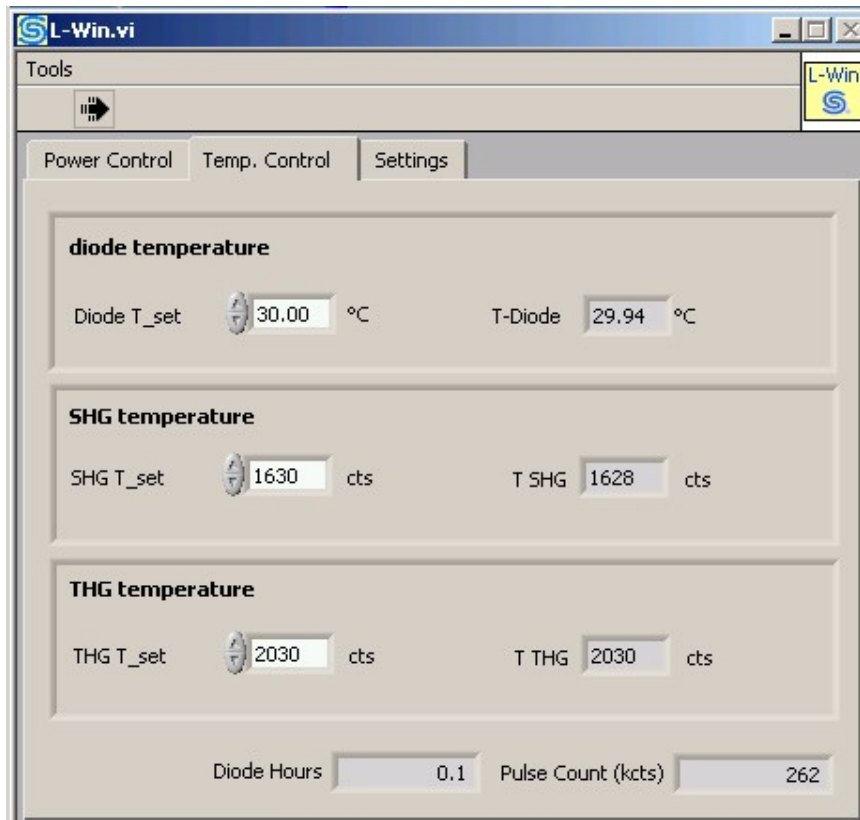 L-Win.vi
Tools
L-Win
Power Control Temp. Control Settings
diode temperature
Diode T_set 30.00 °C T-Diode 29.94 °C
SHG temperature
SHG T_set 1630 cts T SHG 1628 cts
THG temperature
THG T_set 2030 cts T THG 2030 cts
Diode Hours 0.1 Pulse Count (kcts) 262